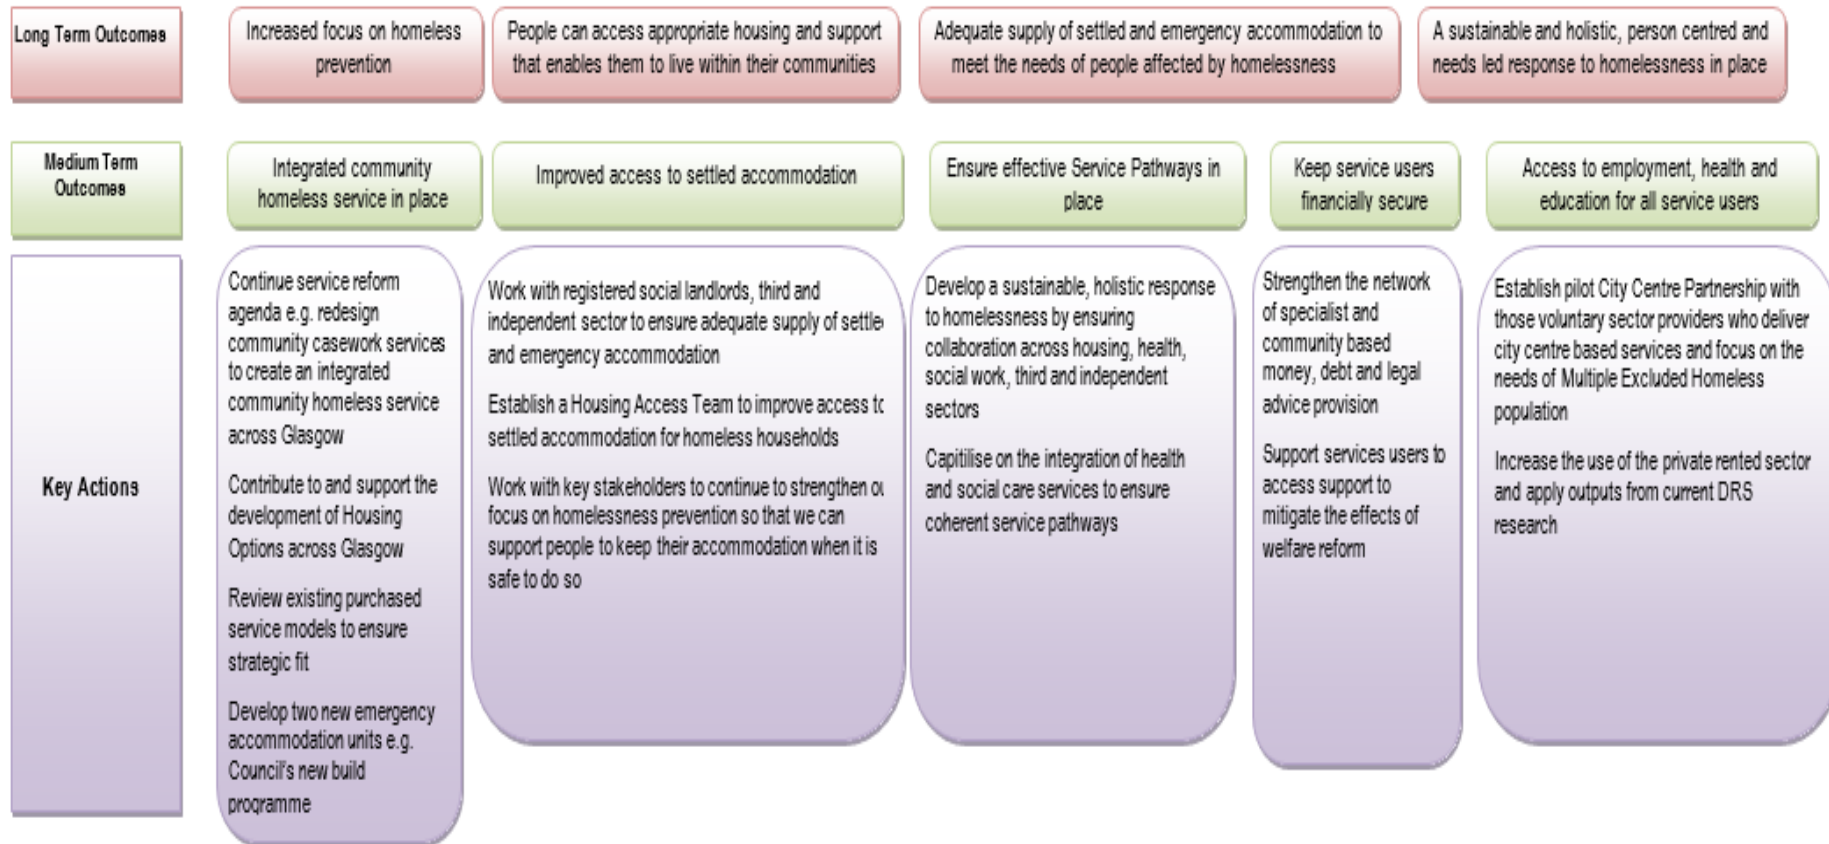 Long Term Outcomes
Increased focus on homeless
prevention
People can access appropriate housing and support
that enables them to live within their communities
Adequate supply of settled and emergency accommodation to
meet the needs of people affected by homelessness
A sustainable and holistic, person centred and
needs led response to homelessness in place
Medium Term
Outcomes
Integrated community
homeless service in place
Improved access to settled accommodation
Ensure effective Service Pathways in
place
Keep service users
financially secure
Access to employment, health and
education for all service users
Key Actions
Continue service reform
agenda e.g. redesign
community casework services
to create an integrated
community homeless service
across Glasgow
Contribute to and support the
development of Housing
Options across Glasgow
Review existing purchased
service models to ensure
strategic fit
Develop two new emergency
accommodation units e.g.
Council's new build
programme
Work with registered social landlords, third and
independent sector to ensure adequate supply of settle
and emergency accommodation
Establish a Housing Access Team to improve access to
settled accommodation for homeless households
Work with key stakeholders to continue to strengthen ou
focus on homelessness prevention so that we can
support people to keep their accommodation when it is
safe to do so
Develop a sustainable, holistic response
to homelessness by ensuring
collaboration across housing, health,
social work, third and independent
sectors
Capitilise on the integration of health
and social care services to ensure
coherent service pathways
Strengthen the network
of specialist and
community based
money, debt and legal
advice provision
Support services users to
access support to
mitigate the effects of
welfare reform
Establish pilot City Centre Partnership with
those voluntary sector providers who deliver
city centre based services and focus on the
needs of Multiple Excluded Homeless
population
Increase the use of the private rented sector
and apply outputs from current DRS
research